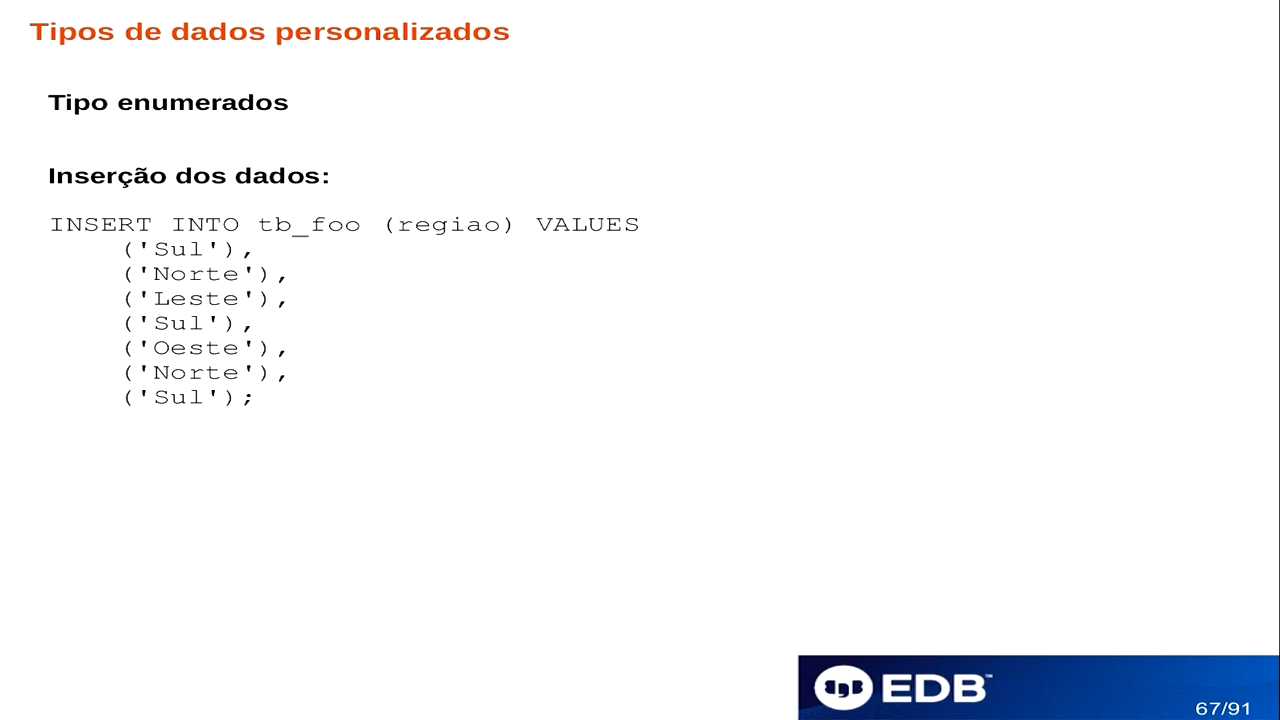 Tipos de dados personalizados
Tipo enumerados
Inserção dos dados:
INSERT INTO tb_foo (regiao) VALUES
('Sul'),
('Norte'),
('Leste'),
('Sul'),
('Oeste'),
('Norte'),
('Sul');
EDB™
67/91